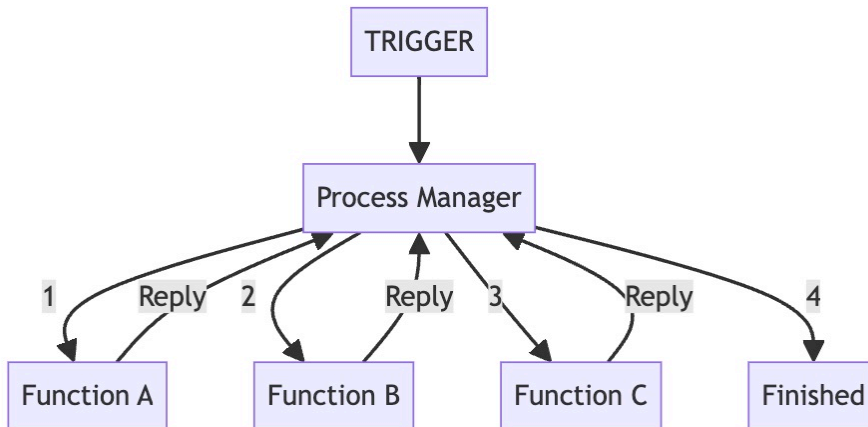 TRIGGER
Process Manager
1
Reply
2
Reply
3
Reply
4
Function A
Function B
Function C
Finished